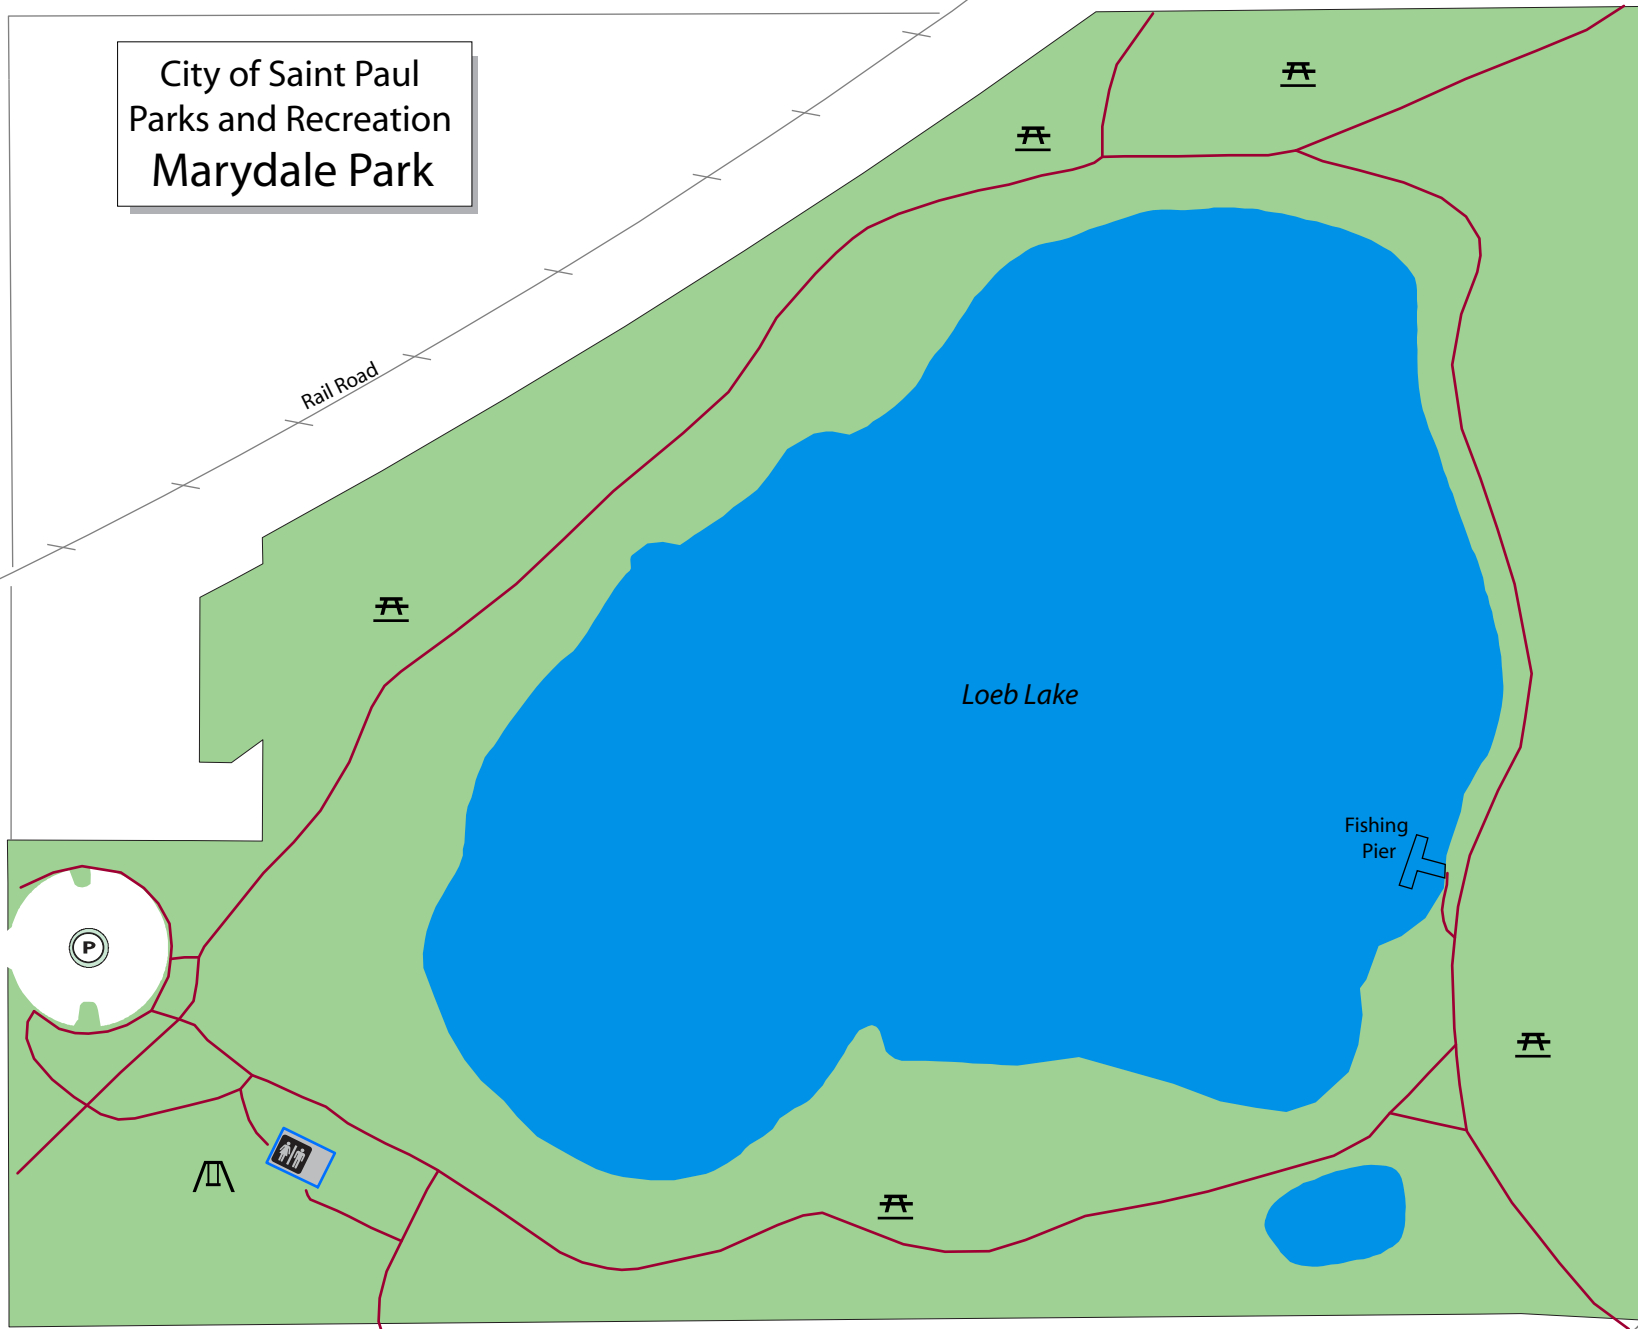 City of Saint Paul
Parks and Recreation
Marydale Park
Rail Road
Loeb Lake
Fishing
Pier
P